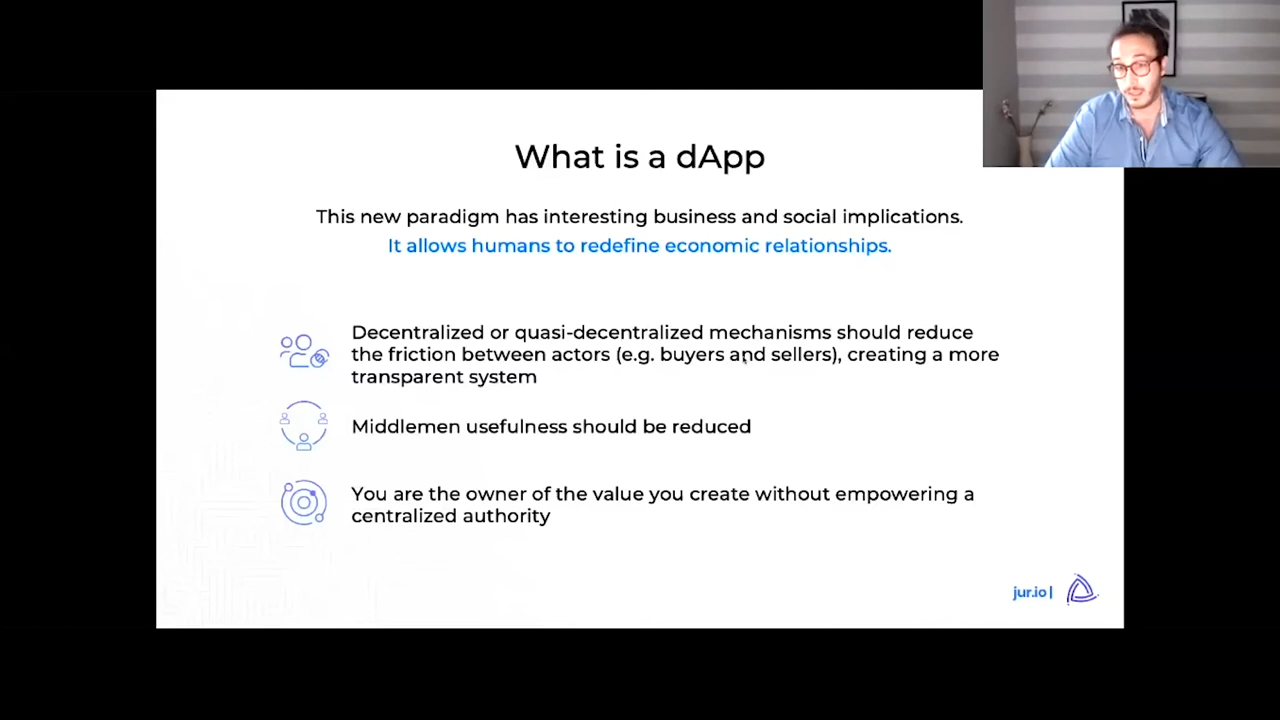 What is a dApp
This new paradigm has interesting business and social implications.
It allows humans to redefine economic relationships.
Decentralized or quasi-decentralized mechanisms should reduce
the friction between actors (e.g. buyers and sellers), creating a more
transparent system
Middlemen usefulness should be reduced
You are the owner of the value you create without empowering a
centralized authority
jur.io |